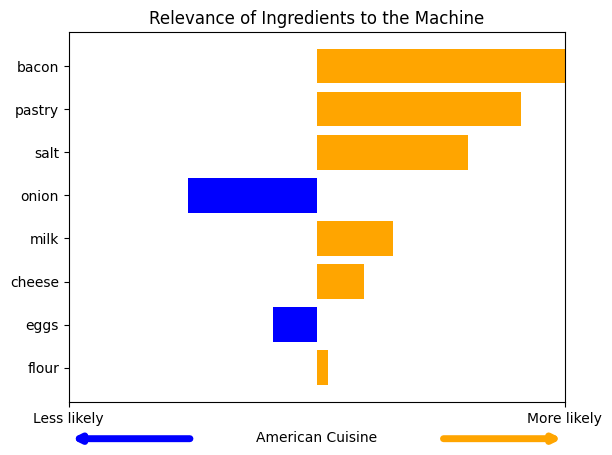 Relevance of Ingredients to the Machine
bacon
pastry
salt
onion
milk
cheese
eggs
flour
Less likely
More likely
American Cuisine